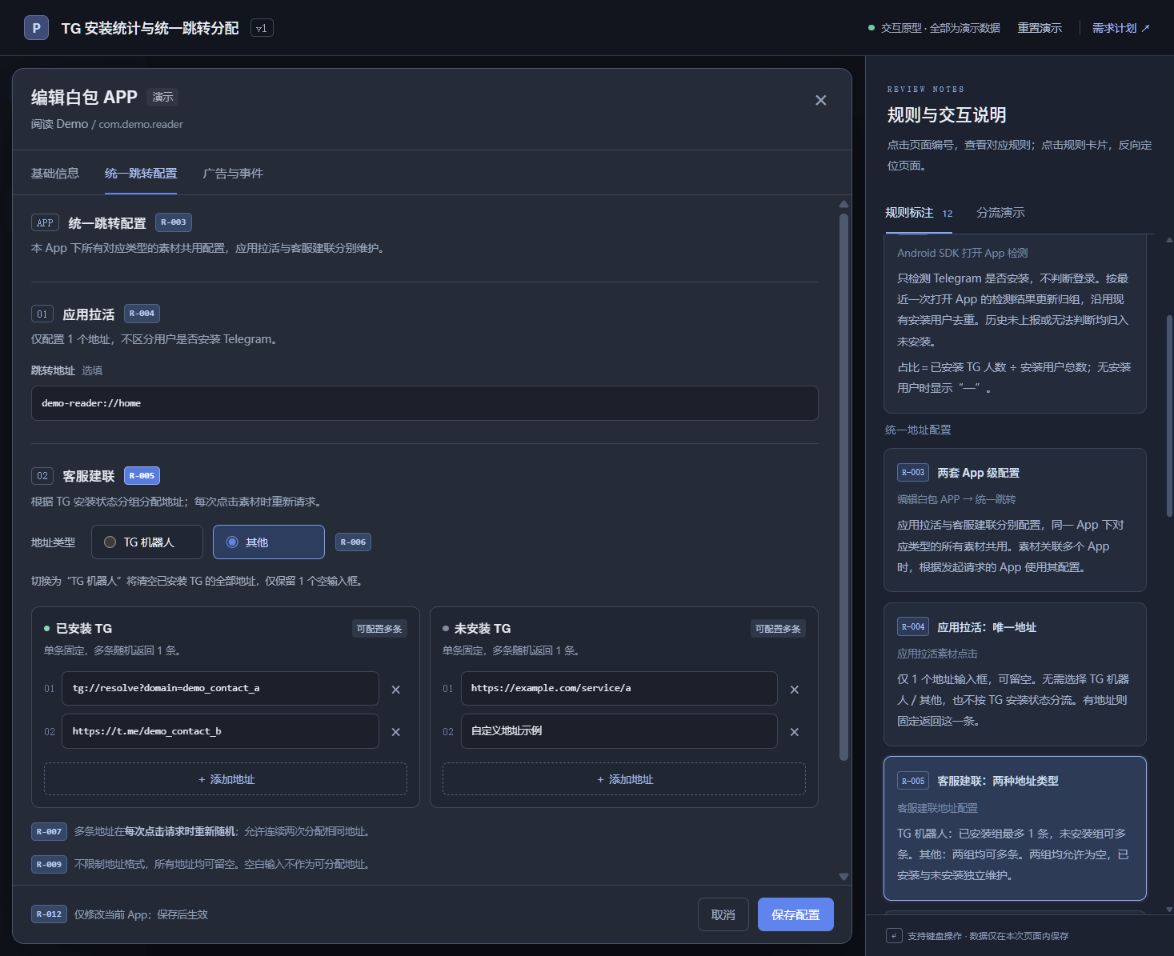 P TG 安装统计与统一跳转分配 v1
交互原型 · 全部为演示数据 重置演示 需求计划 ↗
编辑白包 APP 演示
阅读 Demo / com.demo.reader
基础信息 统一跳转配置 广告与事件
APP 统一跳转配置 R-003
本 App 下所有对应类型的素材共用配置，应用拉活与客服建联分别维护。
01 应用拉活 R-004
仅配置 1 个地址，不区分用户是否安装 Telegram。
跳转地址 选填
demo-reader://home
02 客服建联 R-005
根据 TG 安装状态分组分配地址；每次点击素材时重新请求。
地址类型 TG 机器人 其他 R-006
切换为“TG 机器人”将清空已安装 TG 的全部地址，仅保留 1 个空输入框。
已安装 TG 可配置多条
单条固定，多条随机返回 1 条。
01 tg://resolve?domain=demo_contact_a ×
02 https://t.me/demo_contact_b ×
+ 添加地址
未安装 TG 可配置多条
单条固定，多条随机返回 1 条。
01 https://example.com/service/a ×
02 自定义地址示例 ×
+ 添加地址
R-007 多条地址在每次点击请求时重新随机；允许连续两次分配相同地址。
R-009 不限制地址格式，所有地址均可留空。空白输入不作为可分配地址。
R-012 仅修改当前 App；保存后生效
取消 保存配置
REVIEW NOTES
规则与交互说明
点击页面编号，查看对应规则；点击规则卡片，反向定
位页面。
规则标注 12 分流演示
Android SDK 打开 App 检测
只检测 Telegram 是否安装，不判断登录。按最
近一次打开 App 的检测结果更新归组，沿用现
有安装用户去重。历史未上报或无法判断均归入
未安装。
占比 = 已安装 TG 人数 ÷ 安装用户总数；无安装
用户时显示“—”。
统一地址配置
R-003 两套 App 级配置
编辑白包 APP → 统一跳转
应用拉活与客服建联分别配置，同一 App 下对
应类型的所有素材共用。素材关联多个 App
时，根据发起请求的 App 使用其配置。
R-004 应用拉活：唯一地址
应用拉活素材点击
仅 1 个地址输入框，可留空。无需选择 TG 机器
人 / 其他，也不按 TG 安装状态分流。有地址则
固定返回这一条。
R-005 客服建联：两种地址类型
客服建联地址配置
TG 机器人：已安装组最多 1 条，未安装组可多
条。其他：两组均可多条。两组均允许为空，已
安装与未安装独立维护。
↵ 支持键盘操作 · 数据仅在本次页面内保存